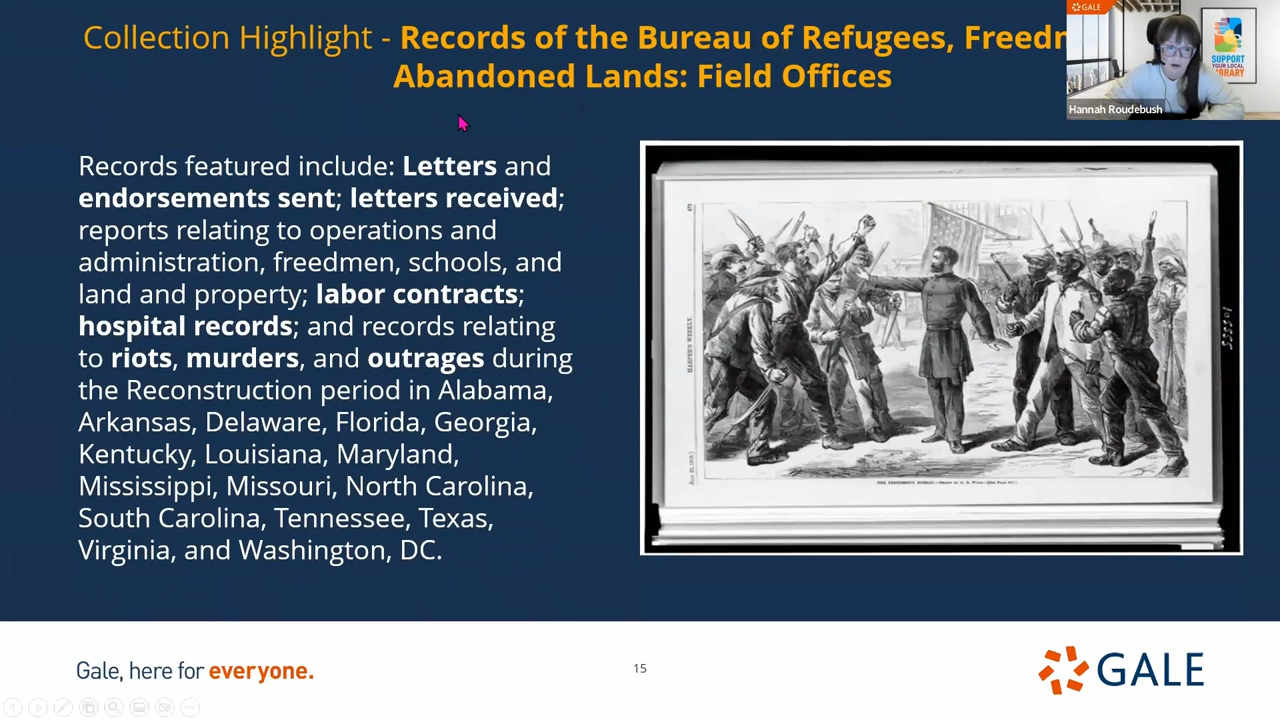 Collection Highlight - Records of the Bureau of Refugees,
Abandoned Lands: Field Offices
GALE
SUPPORT
YOUR LOCAL
LIBRARY
Hannah Roudebush
Records featured include: Letters and
endorsements sent; letters received;
reports relating to operations and
administration, freedmen, schools, and
land and property; labor contracts;
hospital records; and records relating
to riots, murders, and outrages during
the Reconstruction period in Alabama,
Arkansas, Delaware, Florida, Georgia,
Kentucky, Louisiana, Maryland,
Mississippi, Missouri, North Carolina,
South Carolina, Tennessee, Texas,
Virginia, and Washington, DC.
HARPER'S WEEKLY.
THE FREEDMEN'S BUREAU.
Gale, here for everyone.
15
GALE